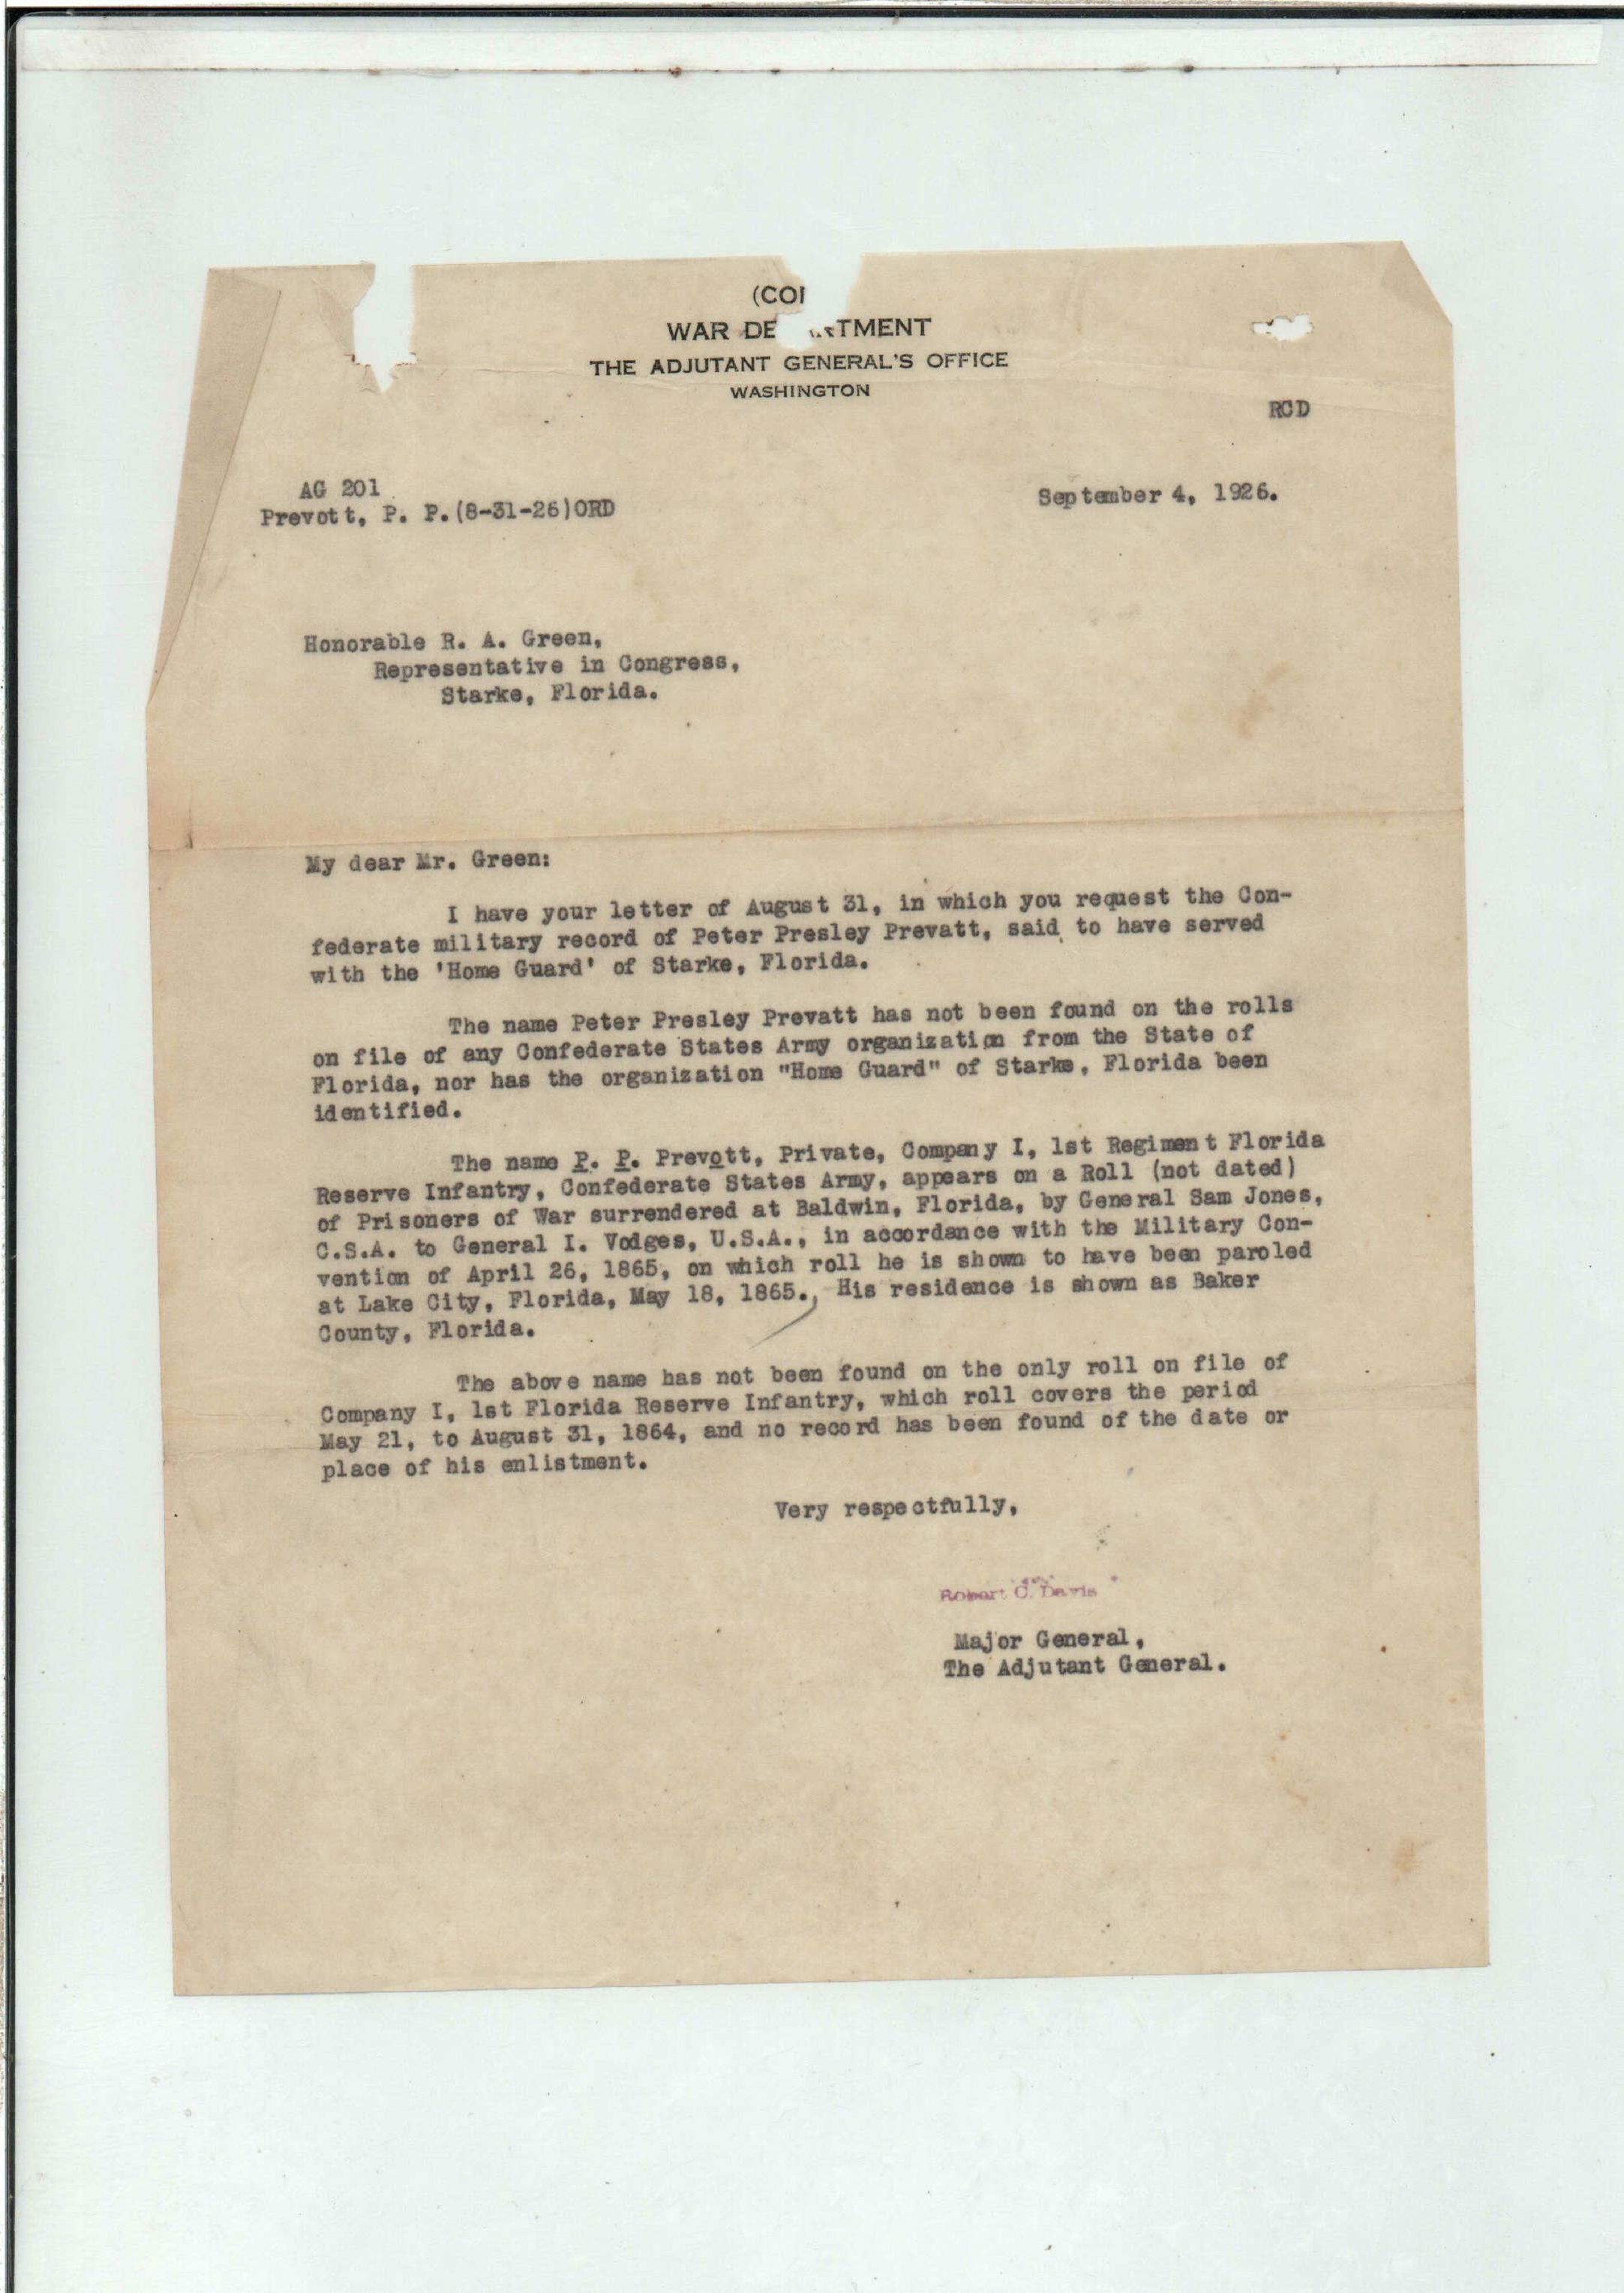 (CO
WAR DE TMENT
THE ADJUTANT GENERAL'S OFFICE
WASHINGTON
RCD
AG 201
Prevott, P. P.(8-31-26)ORD
September 4, 1926.
Honorable R. A. Green,
Representative in Congress,
Starke, Florida.
My dear Mr. Green:
I have your letter of August 31, in which you request the Con-
federate military record of Peter Presley Prevatt, said to have served
with the 'Home Guard' of Starke, Florida.
The name Peter Presley Prevatt has not been found on the rolls
on file of any Confederate States Army organization from the State of
Florida, nor has the organization "Home Guard" of Starke, Florida been
identified.
The name P. P. Prevott, Private, Company I, 1st Regiment Florida
Reserve Infantry, Confederate States Army, appears on a Roll (not dated)
of Prisoners of War surrendered at Baldwin, Florida, by General Sam Jones,
C.S.A. to General I. Vodges, U.S.A., in accordance with the Military Con-
vention of April 26, 1865, on which roll he is shown to have been paroled
at Lake City, Florida, May 18, 1865., His residence is shown as Baker
County, Florida.
The above name has not been found on the only roll on file of
Company I, 1st Florida Reserve Infantry, which roll covers the period
May 21, to August 31, 1864, and no record has been found of the date or
place of his enlistment.
Very respectfully,
Robert C. Davis
Major General,
The Adjutant General.